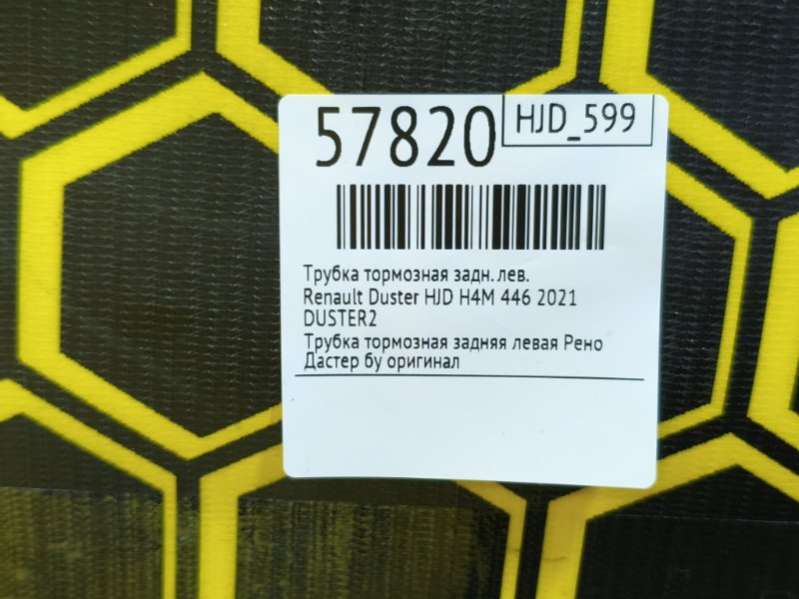 57820
HJD_599
Трубка тормозная задн. лев.
Renault Duster HJD H4M 446 2021
DUSTER2
Трубка тормозная задняя левая Рено
Дастер бу оригинал